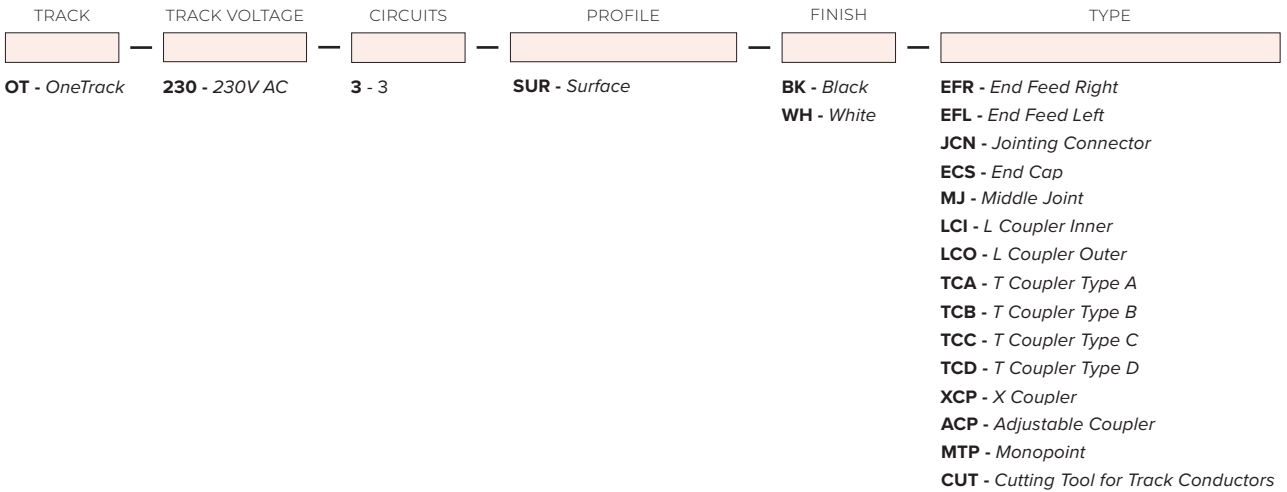 TRACK TRACK VOLTAGE CIRCUITS PROFILE FINISH TYPE
— — — — —
OT - OneTrack 230 - 230V AC 3 - 3 SUR - Surface BK - Black EFR - End Feed Right
WH - White EFL - End Feed Left
JCN - Jointing Connector
ECS - End Cap
MJ - Middle Joint
LCI - L Coupler Inner
LCO - L Coupler Outer
TCA - T Coupler Type A
TCB - T Coupler Type B
TCC - T Coupler Type C
TCD - T Coupler Type D
XCP - X Coupler
ACP - Adjustable Coupler
MTP - Monopoint
CUT - Cutting Tool for Track Conductors